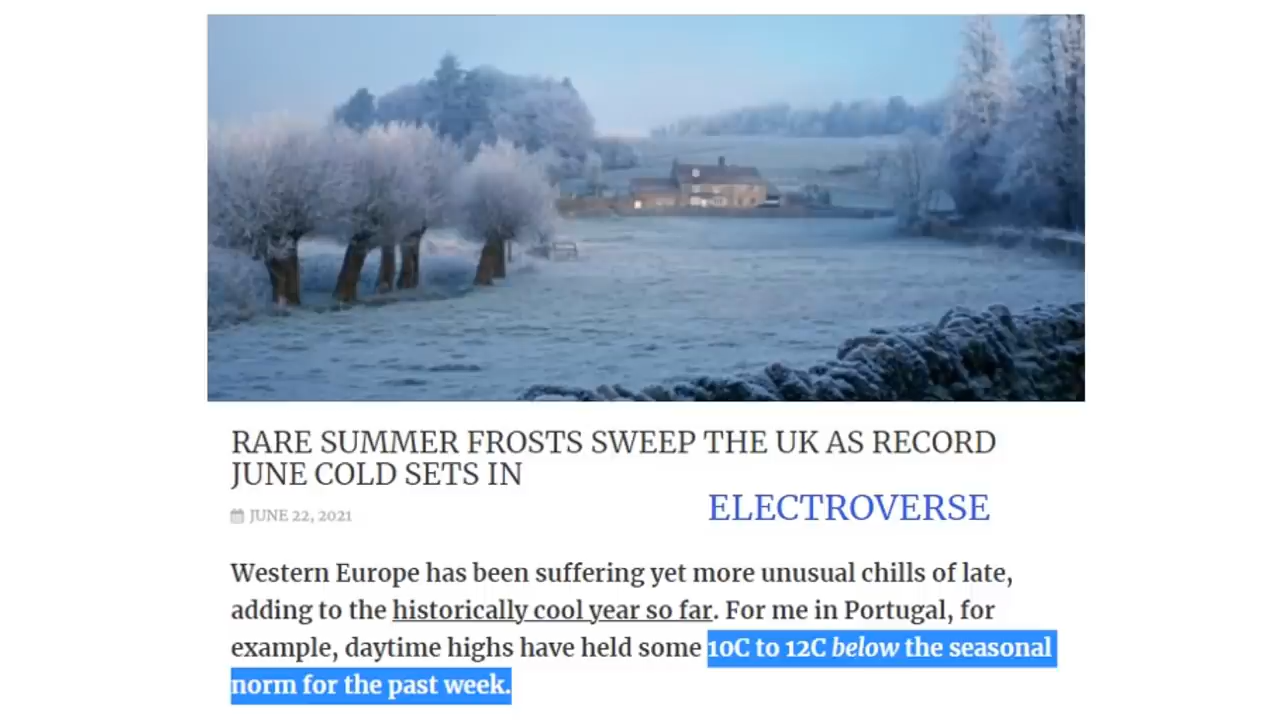 RARE SUMMER FROSTS SWEEP THE UK AS RECORD
JUNE COLD SETS IN
JUNE 22, 2021
ELECTROVERSE
Western Europe has been suffering yet more unusual chills of late,
adding to the historically cool year so far. For me in Portugal, for
example, daytime highs have held some 10C to 12C below the seasonal
norm for the past week.